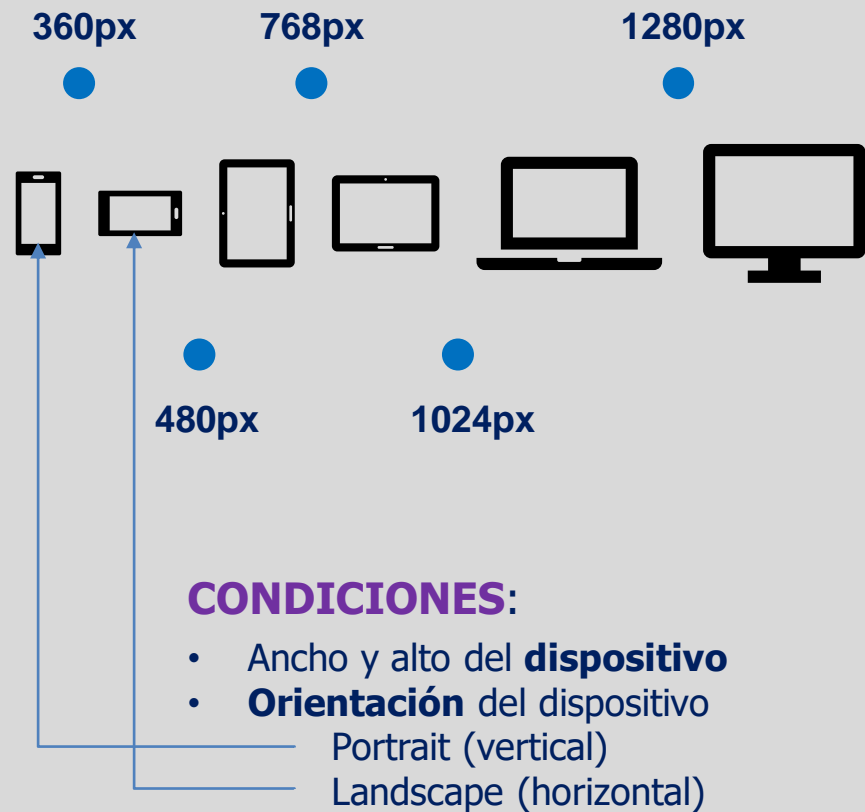 360px 768px 1280px
480px 1024px
CONDICIONES:
• Ancho y alto del dispositivo
• Orientación del dispositivo
Portrait (vertical)
Landscape (horizontal)